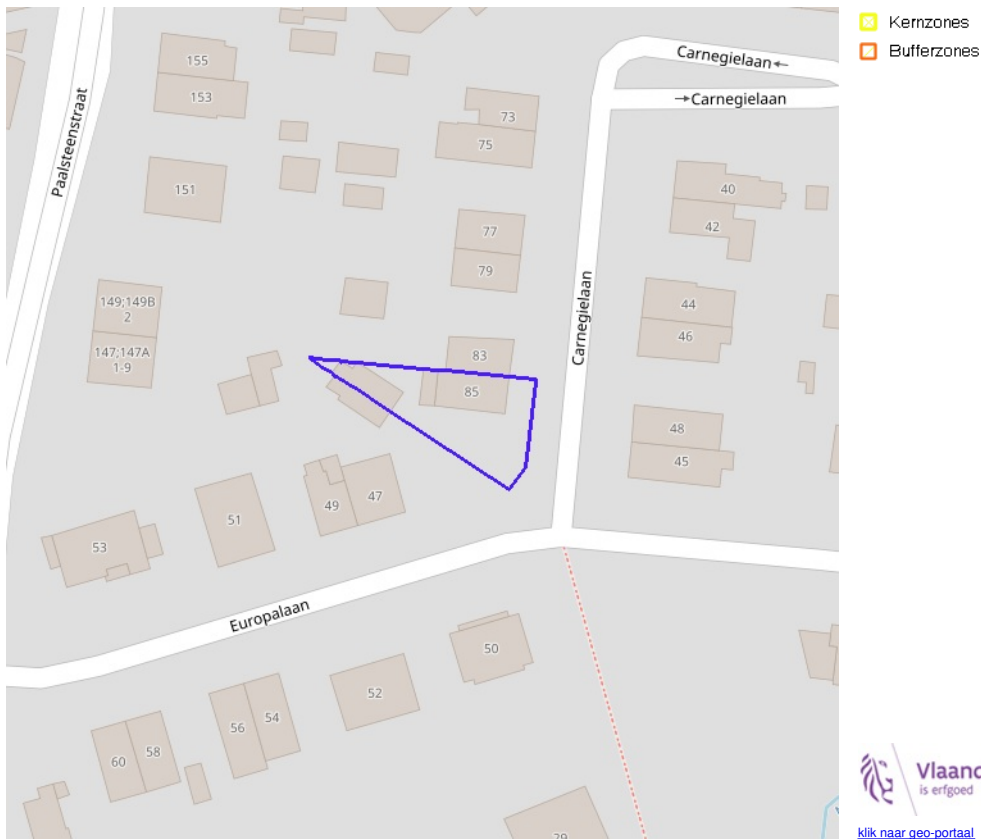 Kernzones
Bufferzones
Carnegielaan←
→Carnegielaan
155
153
73
75
Paalsteenstraat
151
40
42
77
79
149;149B
2
147;147A
1-9
44
46
Carnegielaan
83
85
48
45
47
49
51
53
Europalaan
50
52
54
56
58
60
29
Vlaand
is erfgoed
klik naar geo-portaal